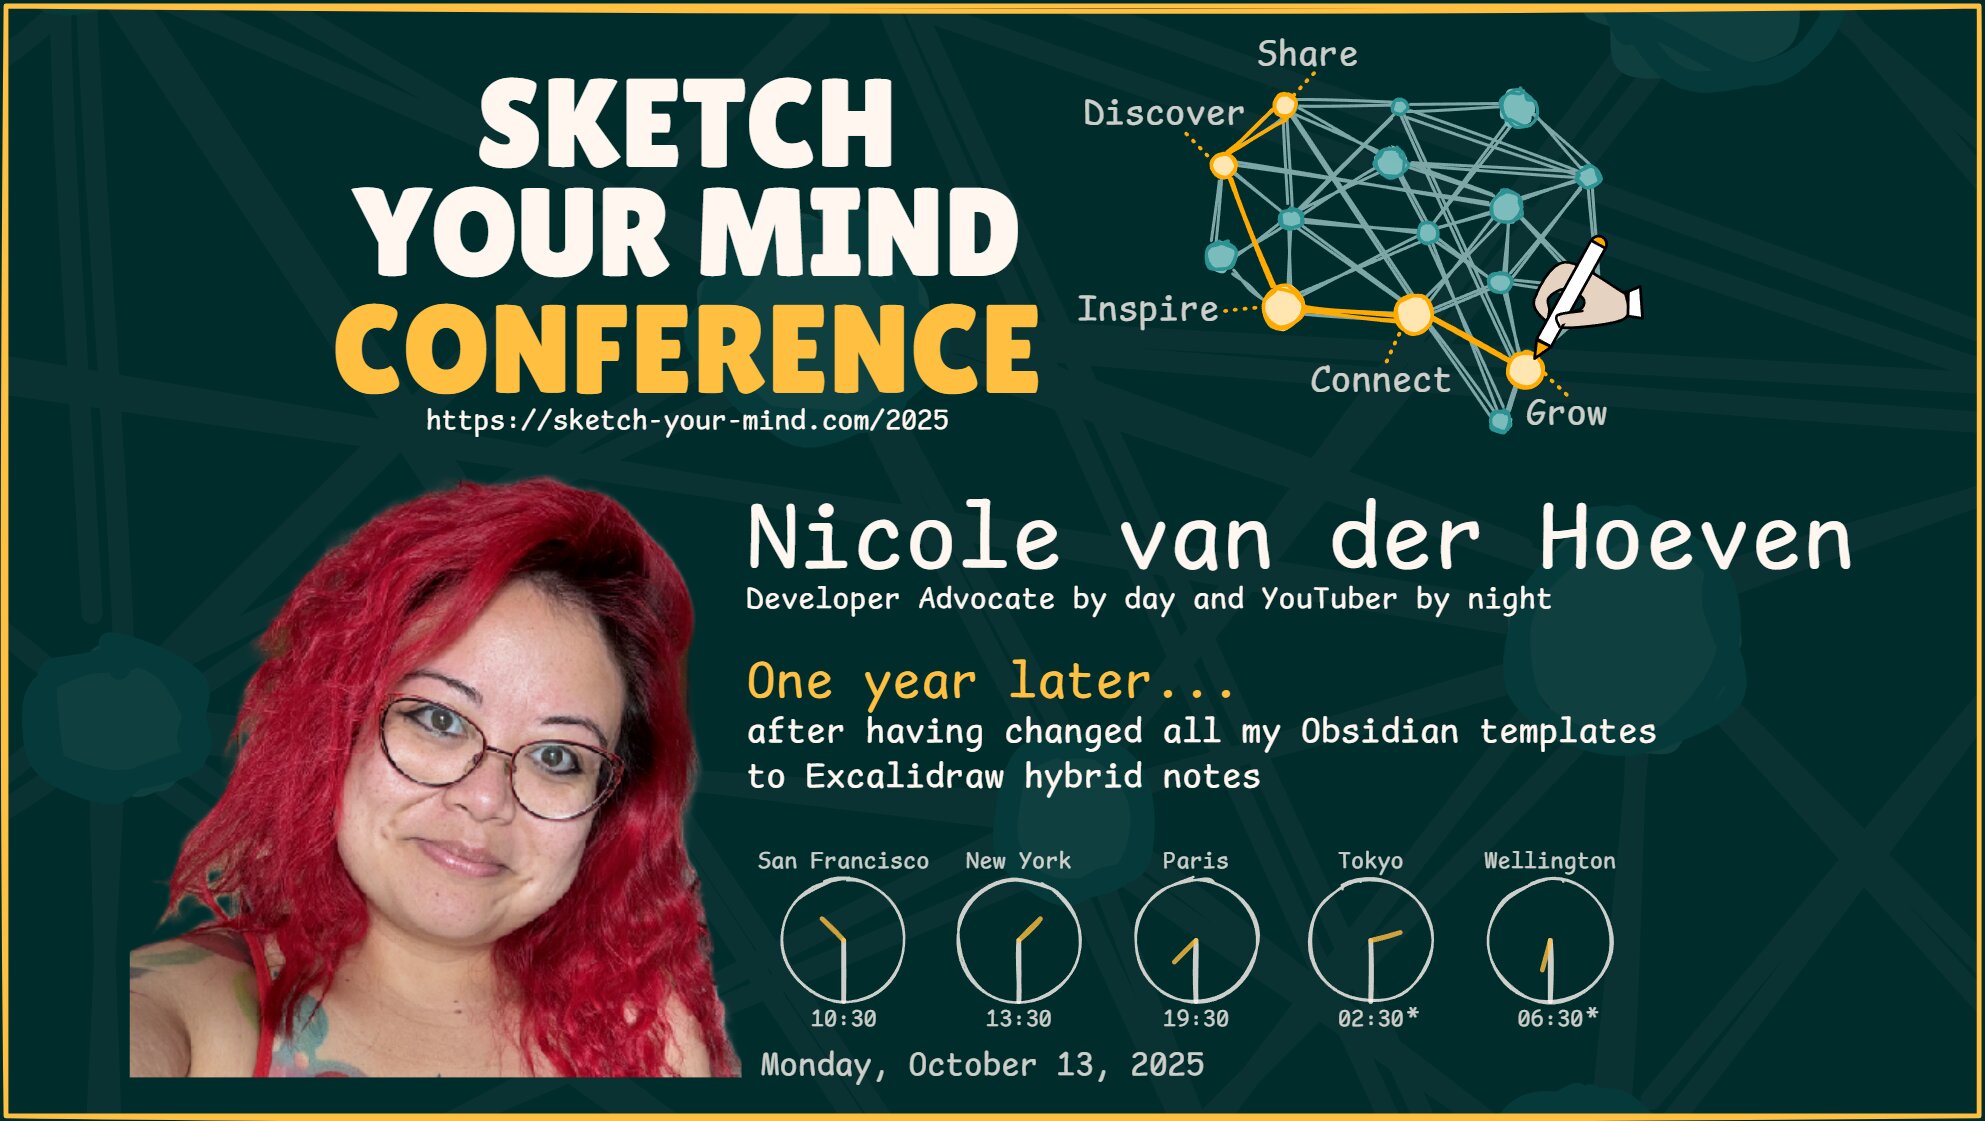 SKETCH
YOUR MIND
CONFERENCE
https://sketch-your-mind.com/2025
Share
Discover
Inspire
Connect
Grow
Nicole van der Hoeven
Developer Advocate by day and YouTuber by night
One year later...
after having changed all my Obsidian templates
to Excalidraw hybrid notes
San Francisco New York Paris Tokyo Wellington
10:30 13:30 19:30 02:30* 06:30*
Monday, October 13, 2025